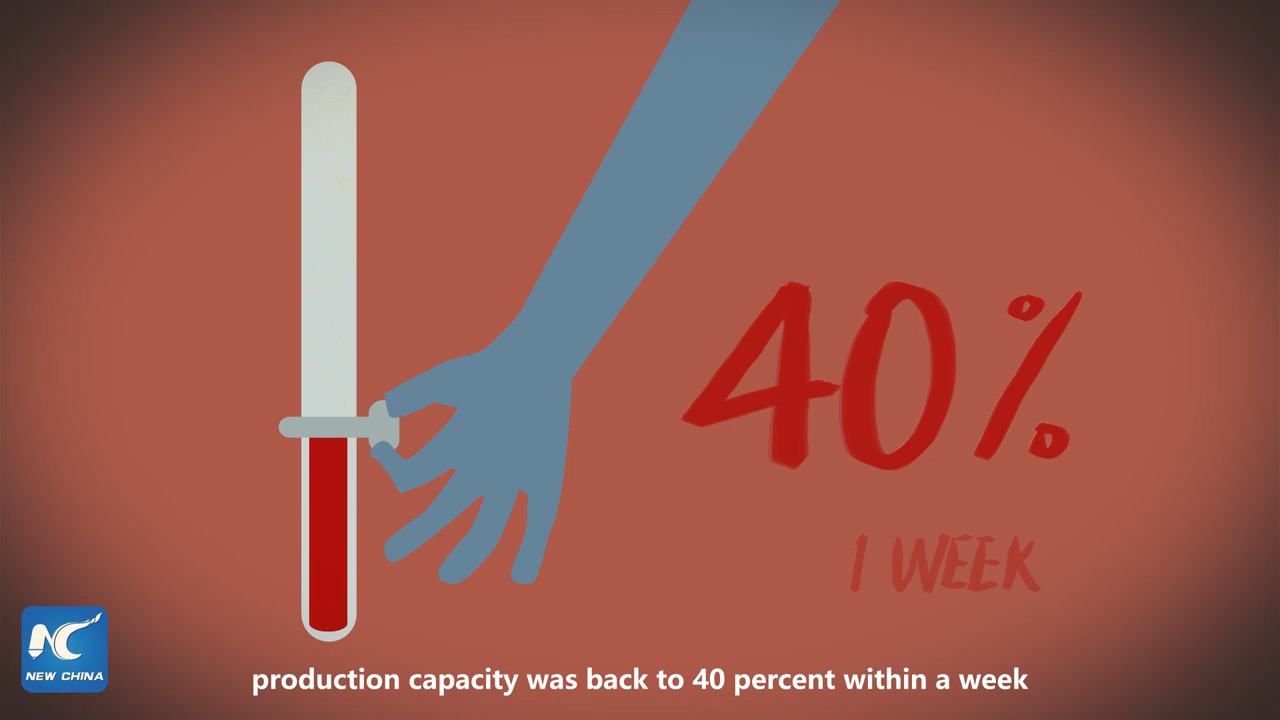 40%
1 WEEK
NEW CHINA
production capacity was back to 40 percent within a week